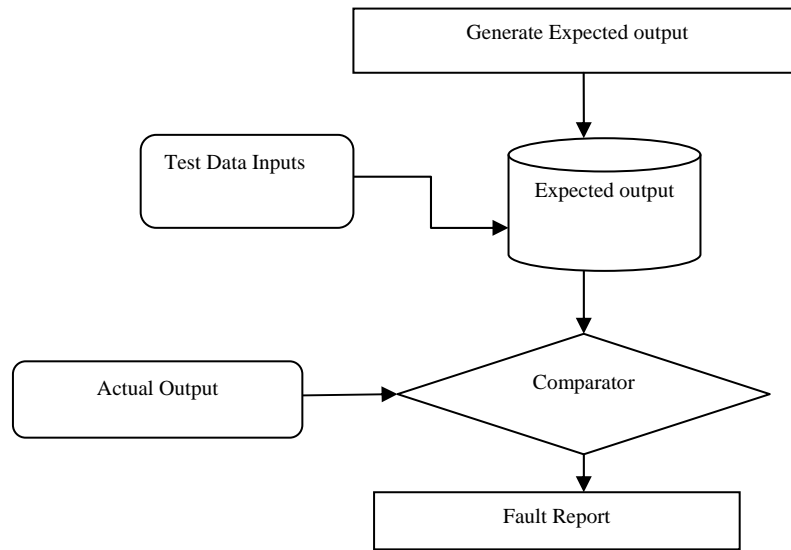 Generate Expected output
Test Data Inputs
Expected output
Comparator
Actual Output
Fault Report